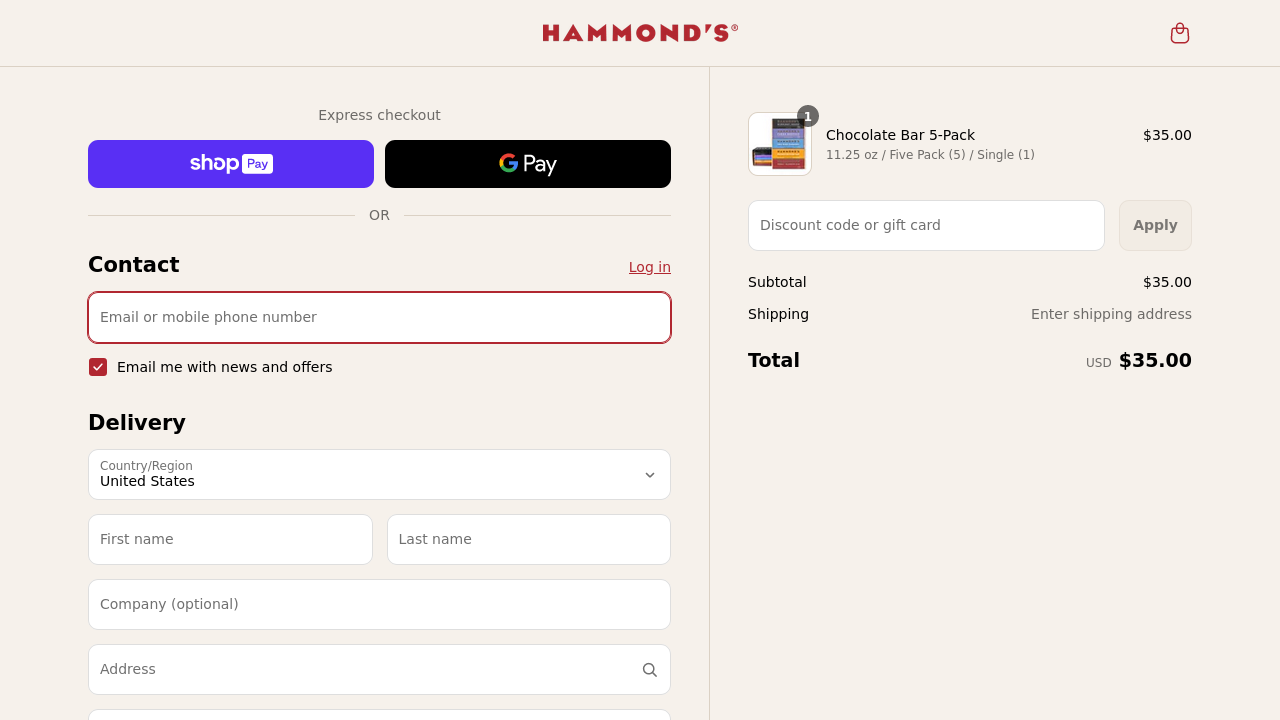 HAMMOND'S®
Express checkout
shop Pay
G Pay
OR
Contact
Log in
Email or mobile phone number
Email me with news and offers
Delivery
Country/Region
United States
First name
Last name
Company (optional)
Address
1
Chocolate Bar 5-Pack
$35.00
11.25 oz / Five Pack (5) / Single (1)
Discount code or gift card
Apply
Subtotal
$35.00
Shipping
Enter shipping address
Total
USD $35.00